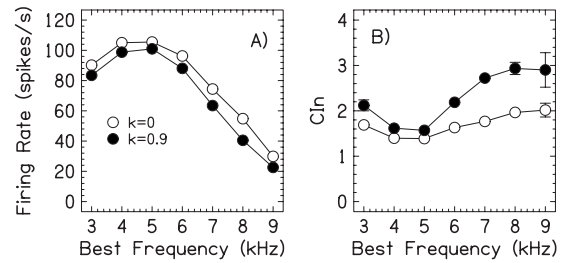 A)
Firing Rate (spikes/s)
120
100
80
60
40
20
0
k=0
k=0.9
3 4 5 6 7 8 9
Best Frequency (kHz)
B)
CIn
4
3
2
1
0
3 4 5 6 7 8 9
Best Frequency (kHz)